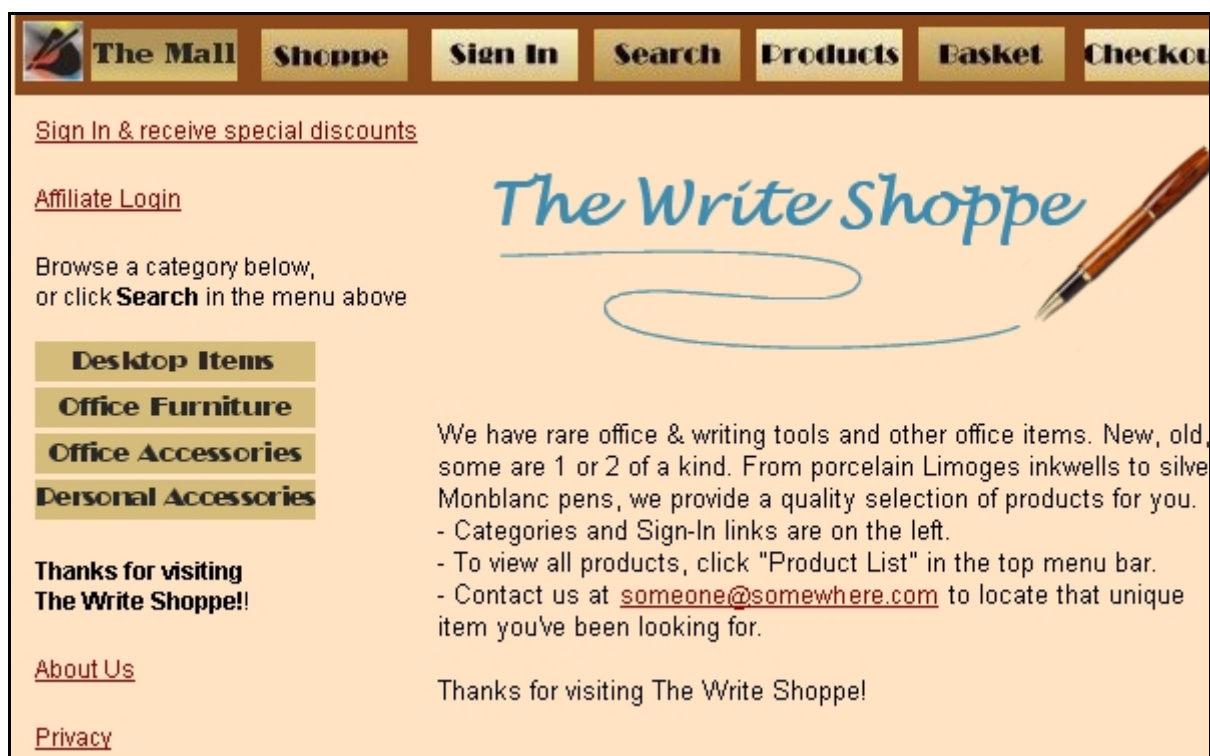 The Mall Shoppe Sign In Search Products Basket Checkou
Sign In & receive special discounts
Affiliate Login
Browse a category below,
or click Search in the menu above
Desktop Items
Office Furniture
Office Accessories
Personal Accessories
Thanks for visiting
The Write Shoppe!!
About Us
Privacy
The Write Shoppe
We have rare office & writing tools and other office items. New, old,
some are 1 or 2 of a kind. From porcelain Limoges inkwells to silve
Monblanc pens, we provide a quality selection of products for you.
- Categories and Sign-In links are on the left.
- To view all products, click "Product List" in the top menu bar.
- Contact us at someone@somewhere.com to locate that unique
item you've been looking for.
Thanks for visiting The Write Shoppe!